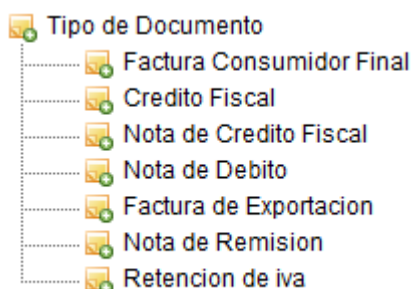 Tipo de Documento
Factura Consumidor Final
Credito Fiscal
Nota de Credito Fiscal
Nota de Debito
Factura de Exportacion
Nota de Remision
Retencion de iva